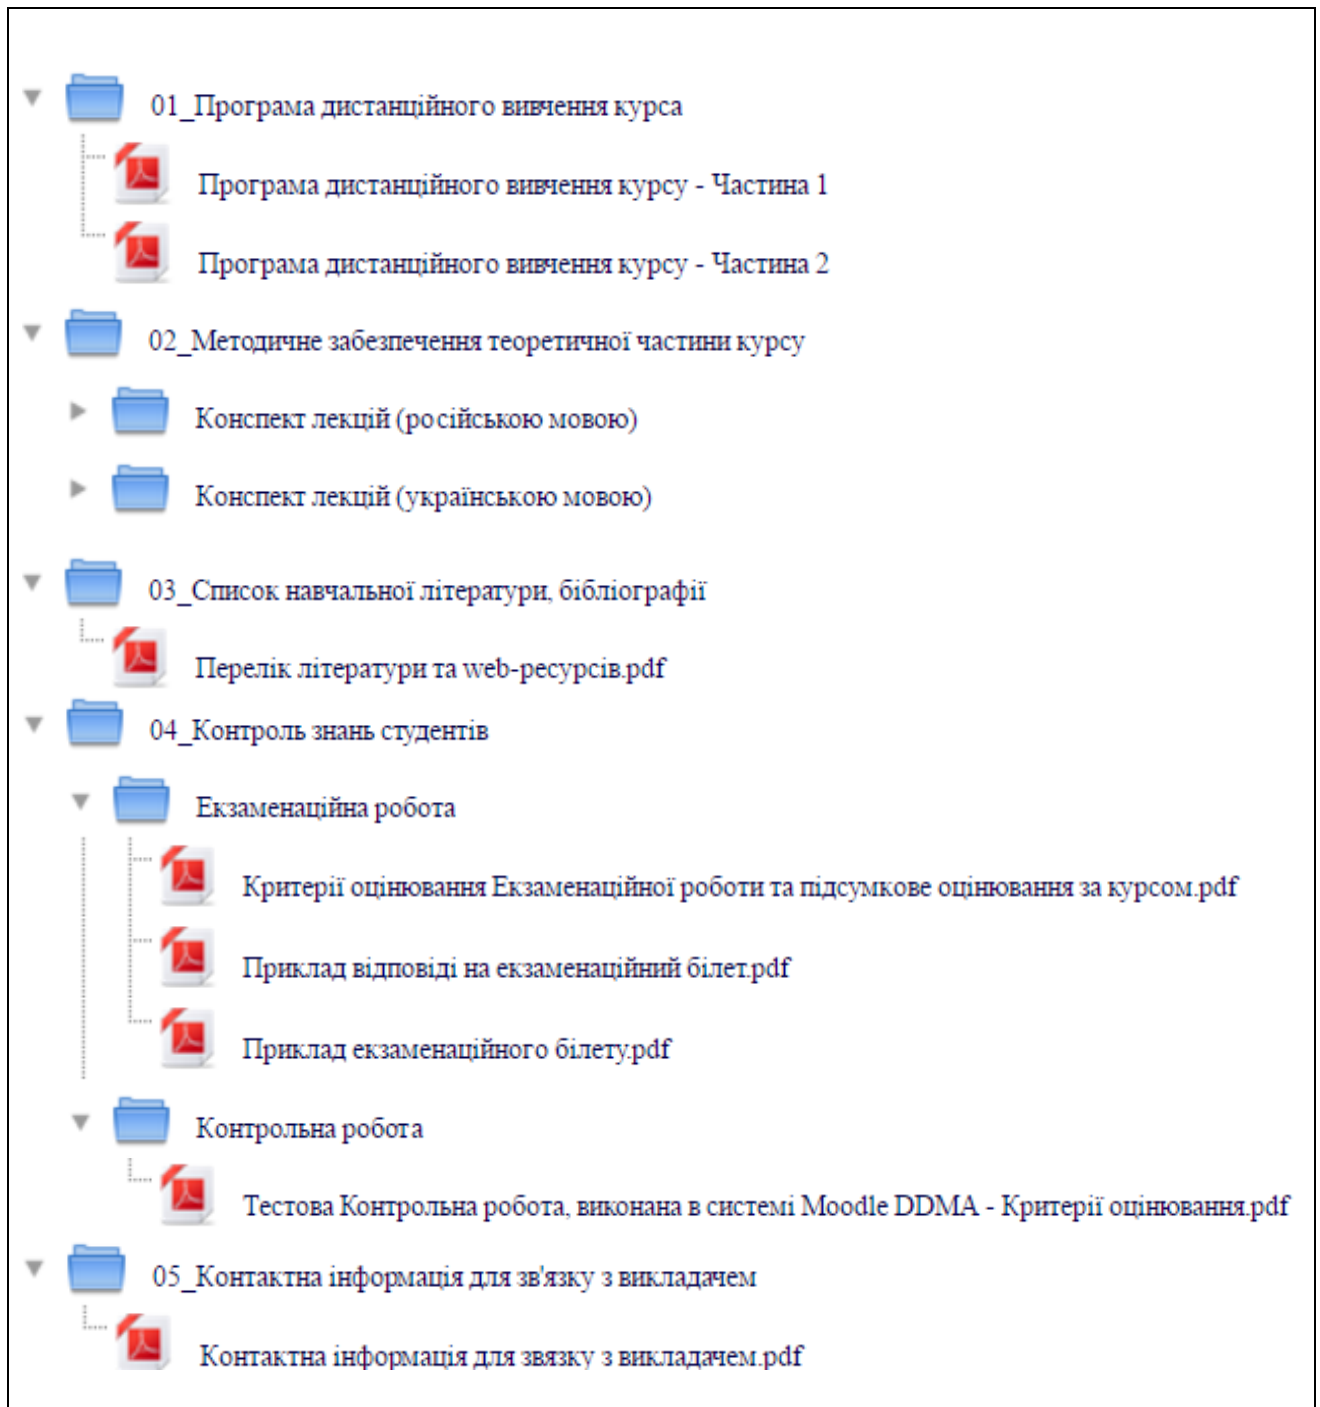 01_Програма дистанційного вивчення курса
Програма дистанційного вивчення курсу - Частина 1
Програма дистанційного вивчення курсу - Частина 2
02_Методичне забезпечення теоретичної частини курсу
Конспект лекцій (російською мовою)
Конспект лекцій (українською мовою)
03_Список навчальної літератури, бібліографії
Перелік літератури та web-ресурсів.pdf
04_Контроль знань студентів
Екзаменаційна робота
Критерії оцінювання Екзаменаційної роботи та підсумкове оцінювання за курсом.pdf
Приклад відповіді на екзаменаційний білет.pdf
Приклад екзаменаційного білету.pdf
Контрольна робота
Тестова Контрольна робота, виконана в системі Moodle DDMA - Критерії оцінювання.pdf
05_Контактна інформація для зв'язку з викладачем
Контактна інформація для звязку з викладачем.pdf